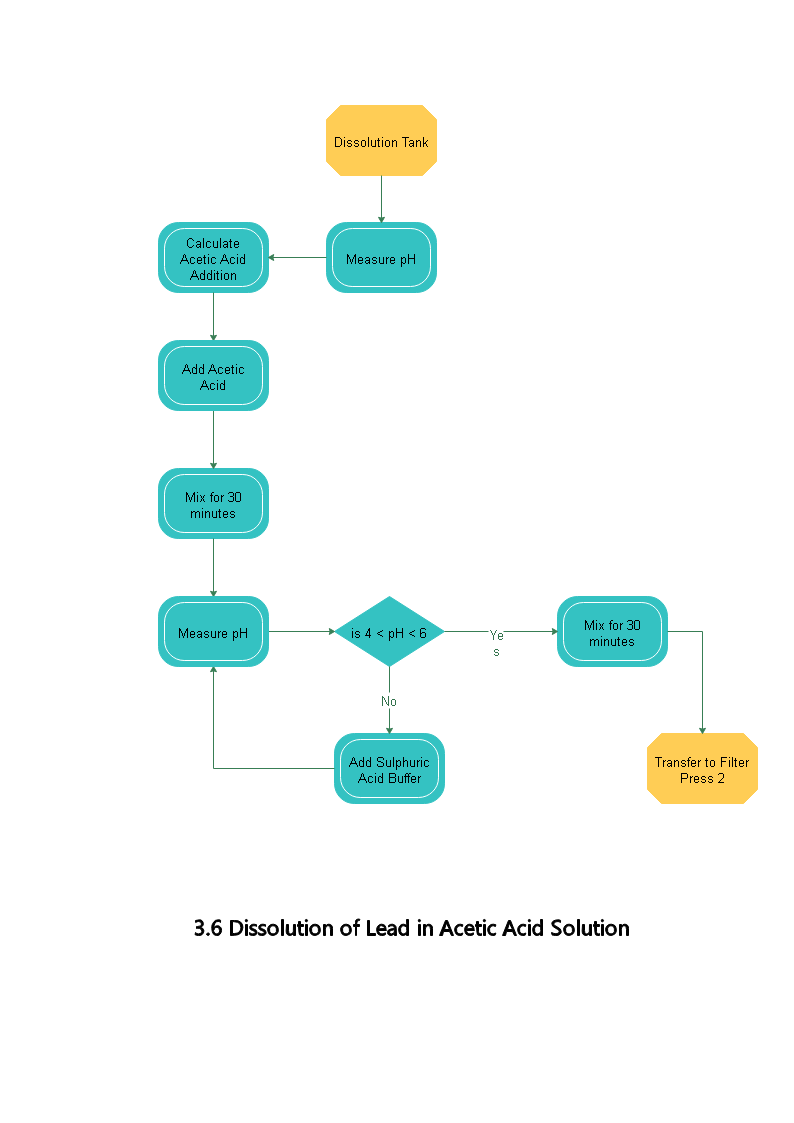 Dissolution Tank
Measure pH
Calculate
Acetic Acid
Addition
Add Acetic
Acid
Mix for 30
minutes
Measure pH
is 4 < pH < 6
Ye
s
Mix for 30
minutes
No
Add Sulphuric
Acid Buffer
Transfer to Filter
Press 2
3.6 Dissolution of Lead in Acetic Acid Solution